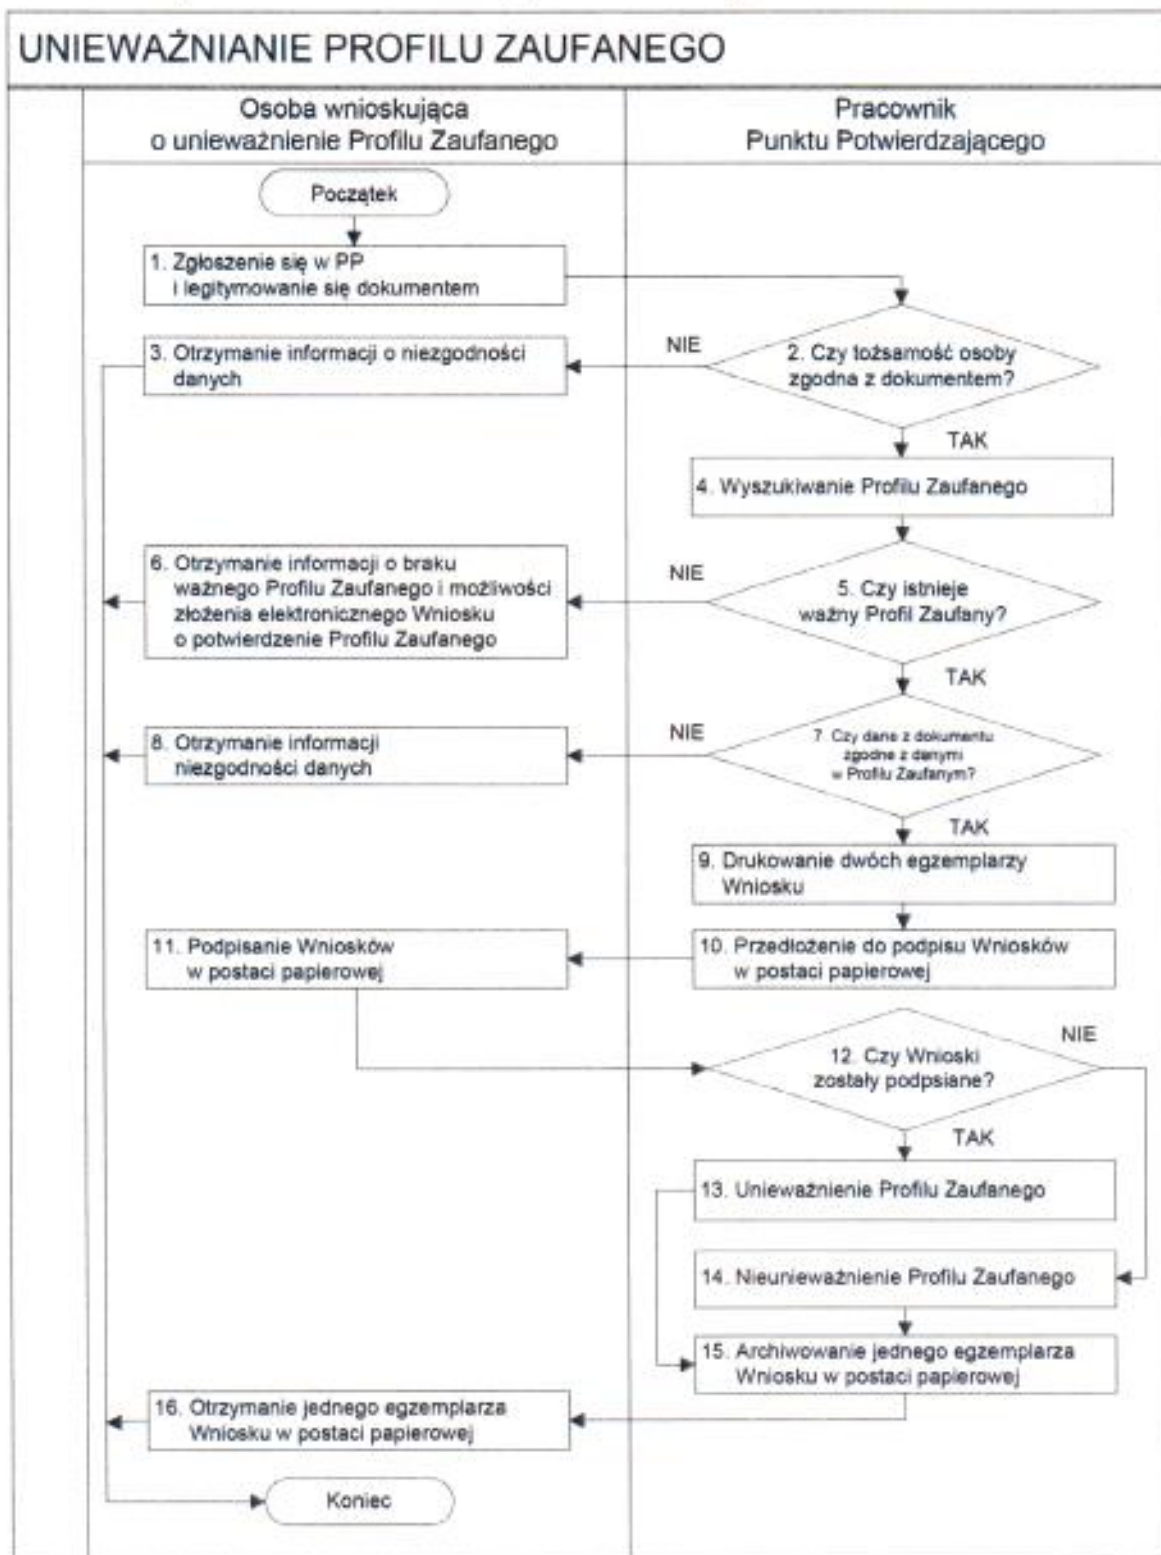 UNIEWAŻNIANIE PROFILU ZAUFANEGO
Osoba wnioskująca
o unieważnienie Profilu Zaufanego
Pracownik
Punktu Potwierdzającego
Początek
1. Zgłoszenie się w PP
i legitymowanie się dokumentem
2. Czy tożsamość osoby
zgodna z dokumentem?
NIE
3. Otrzymanie informacji o niezgodności
danych
TAK
4. Wyszukiwanie Profilu Zaufanego
5. Czy istnieje
ważny Profil Zaufany?
NIE
6. Otrzymanie informacji o braku
ważnego Profilu Zaufanego i możliwości
złożenia elektronicznego Wniosku
o potwierdzenie Profilu Zaufanego
TAK
7. Czy dane z dokumentu
zgodne z danymi
w Profilu Zaufanym?
NIE
8. Otrzymanie informacji
niezgodności danych
TAK
9. Drukowanie dwóch egzemplarzy
Wniosku
10. Przedłożenie do podpisu Wniosków
w postaci papierowej
11. Podpisanie Wniosków
w postaci papierowej
12. Czy Wnioski
zostały podpsiane?
NIE
TAK
13. Unieważnienie Profilu Zaufanego
14. Nieunieważnienie Profilu Zaufanego
15. Archiwowanie jednego egzemplarza
Wniosku w postaci papierowej
16. Otrzymanie jednego egzemplarza
Wniosku w postaci papierowej
Koniec